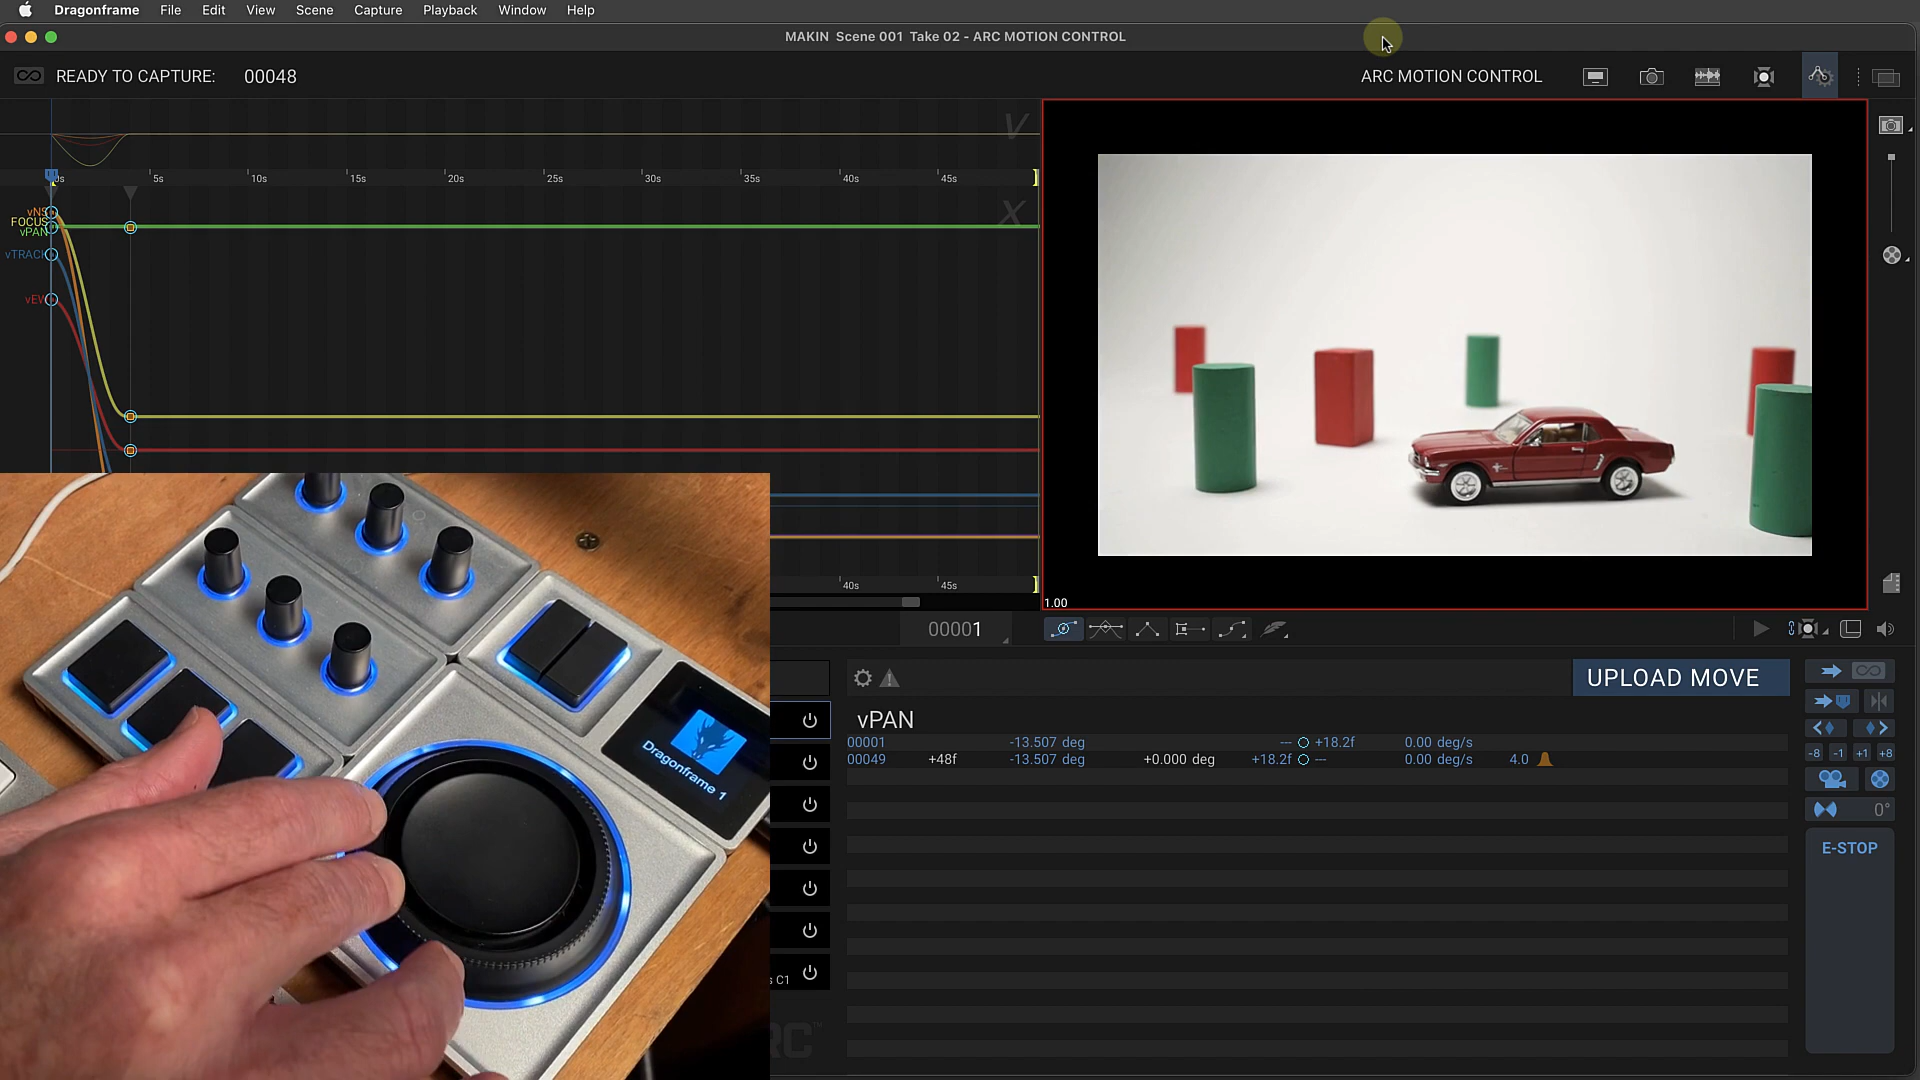 Dragonframe File Edit View Scene Capture Playback Window Help
MAKIN Scene 001 Take 02 - ARC MOTION CONTROL
READY TO CAPTURE: 00048
ARC MOTION CONTROL
V
5s 10s 15s 20s 25s 30s 35s 40s 45s
X
FOCUS
vPAN
40s 45s
1.00
00001
UPLOAD MOVE
vPAN
00001 -13.507 deg --- +18.2f 0.00 deg/s
00049 +48f -13.507 deg +0.000 deg +18.2f --- 0.00 deg/s 4.0
-8 -1 +1 +8
0°
E-STOP
Dragonframe 1
s C1